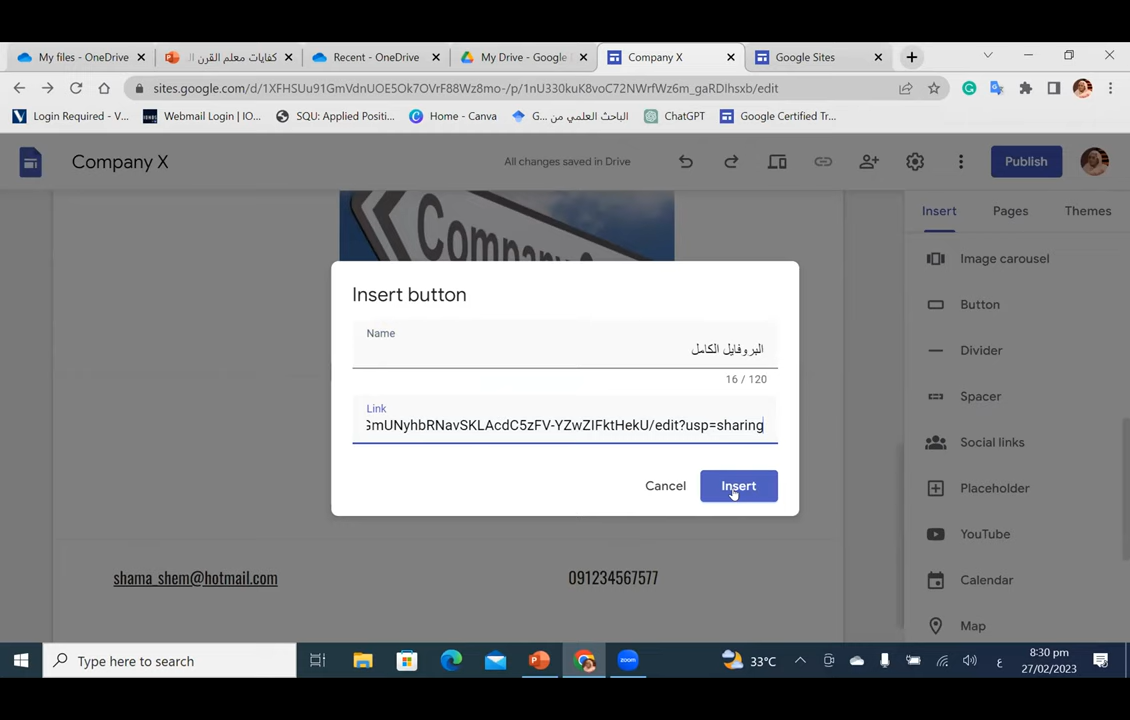 My files - OneDrive
كفايات معلم القرن ال
Recent - OneDrive
My Drive - Google
Company X
Google Sites
sites.google.com/d/1XFHSUu91GmVdnUOE5Ok7OVrF88Wz8mo-/p/1nU330kuK8voC72NWrfWz6m_gaRDIhsxb/edit
Login Required - V...
Webmail Login | IO...
SQU: Applied Positi...
Home - Canva
الباحث العلمي من G...
ChatGPT
Google Certified Tr...
Company X
All changes saved in Drive
Publish
Insert
Pages
Themes
Company
Image carousel
Insert button
Button
Name
البروفايل الكامل
Divider
16 / 120
Spacer
Link
GmUNyhbRNavSKLAcdC5zFV-YZwZIFktHekU/edit?usp=sharing
Social links
Cancel
Insert
Placeholder
YouTube
shama_shem@hotmail.com
091234567577
Calendar
Map
Type here to search
zoom
33°C
ع
8:30 pm
27/02/2023